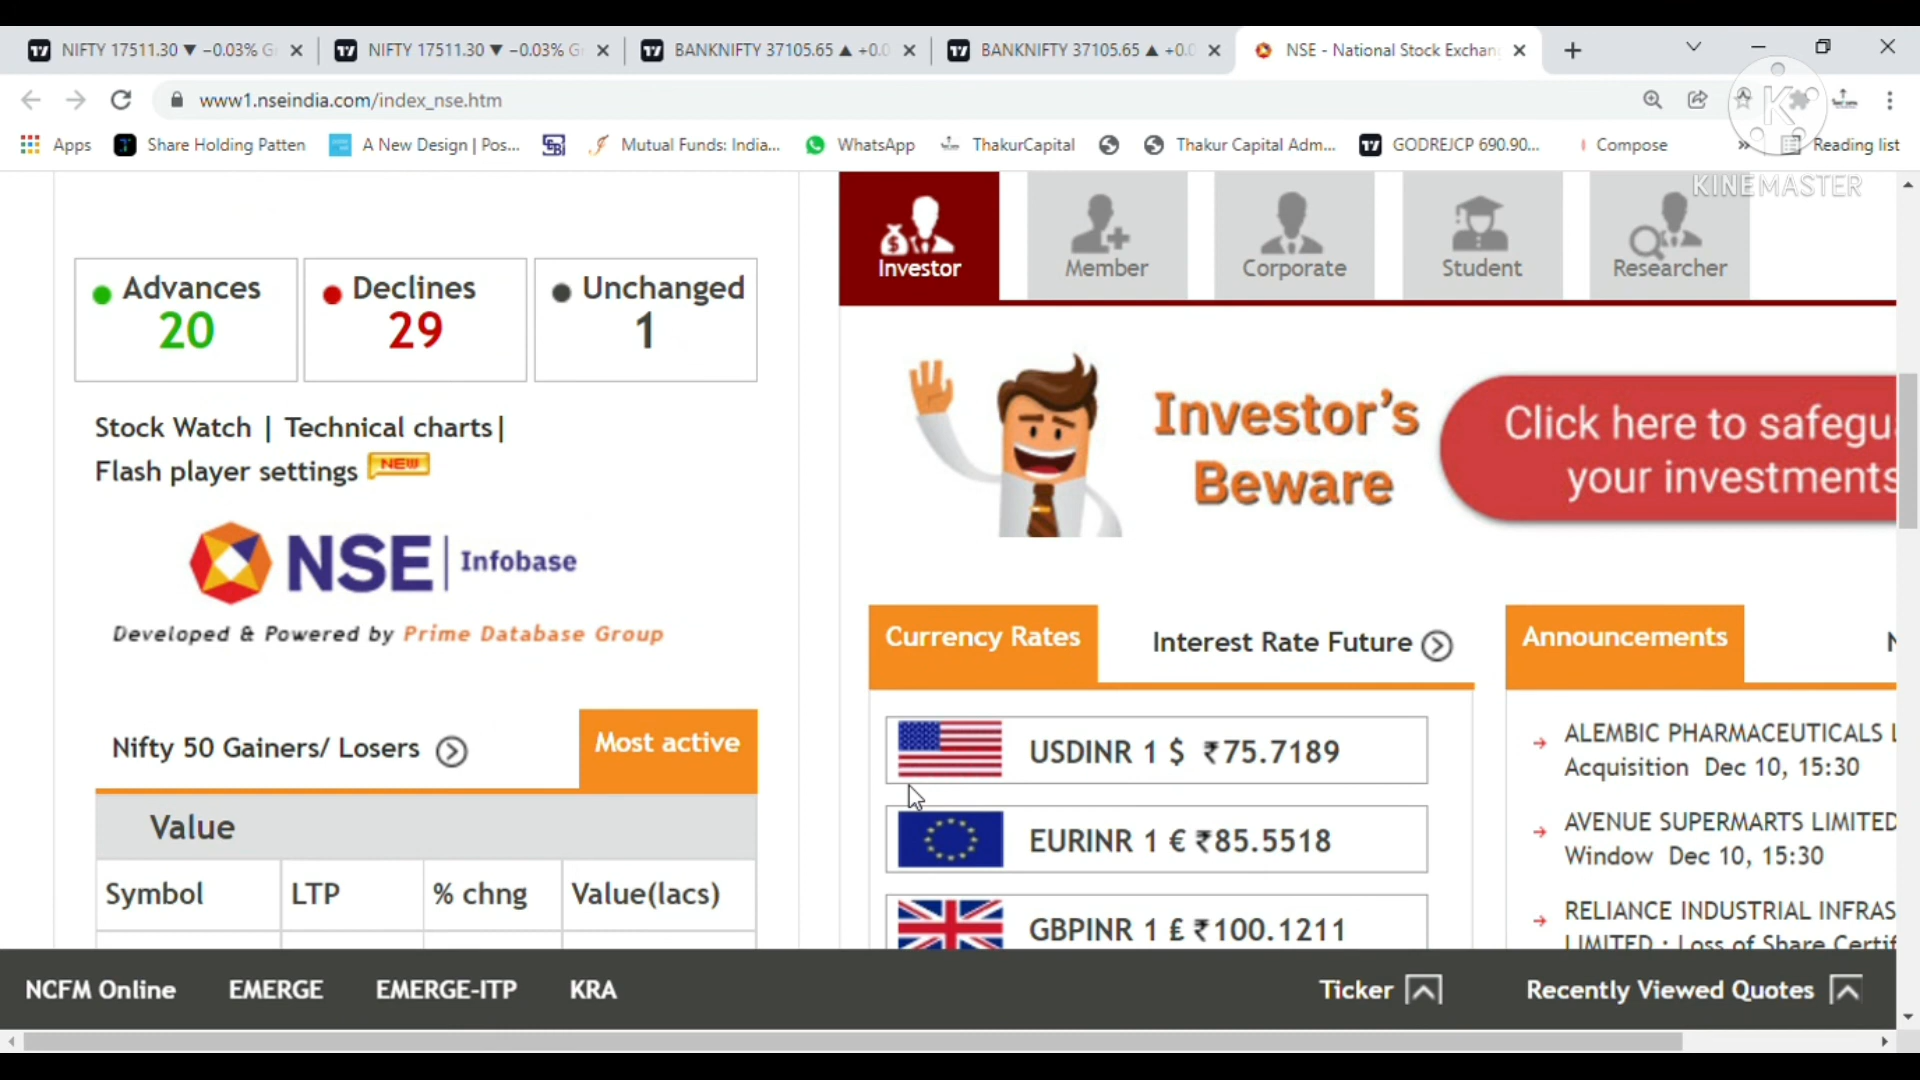 NIFTY 17511.30 ▼ −0.03%
NIFTY 17511.30 ▼ −0.03%
BANKNIFTY 37105.65 ▲ +0.0
BANKNIFTY 37105.65 ▲ +0.0
NSE - National Stock Exchan
www1.nseindia.com/index_nse.htm
Apps
Share Holding Patten
A New Design | Pos...
Mutual Funds: India...
WhatsApp
ThakurCapital
Thakur Capital Adm...
GODREJCP 690.90...
Compose
»
Reading list
K
KINEMASTER
Investor
Member
Corporate
Student
Researcher
Advances
20
Declines
29
Unchanged
1
Stock Watch | Technical charts|
Flash player settings NEW
NSE | Infobase
Developed & Powered by Prime Database Group
Investor's
Beware
Click here to safegu
your investments
Nifty 50 Gainers/ Losers
Most active
Value
Symbol LTP % chng Value(lacs)
Currency Rates
Interest Rate Future
USDINR 1 $ ₹75.7189
EURINR 1 € ₹85.5518
GBPINR 1 £ ₹100.1211
Announcements
N
ALEMBIC PHARMACEUTICALS L
Acquisition Dec 10, 15:30
AVENUE SUPERMARTS LIMITED
Window Dec 10, 15:30
RELIANCE INDUSTRIAL INFRAS
LIMITED : Loss of Share Certif
NCFM Online EMERGE EMERGE-ITP KRA Ticker Recently Viewed Quotes